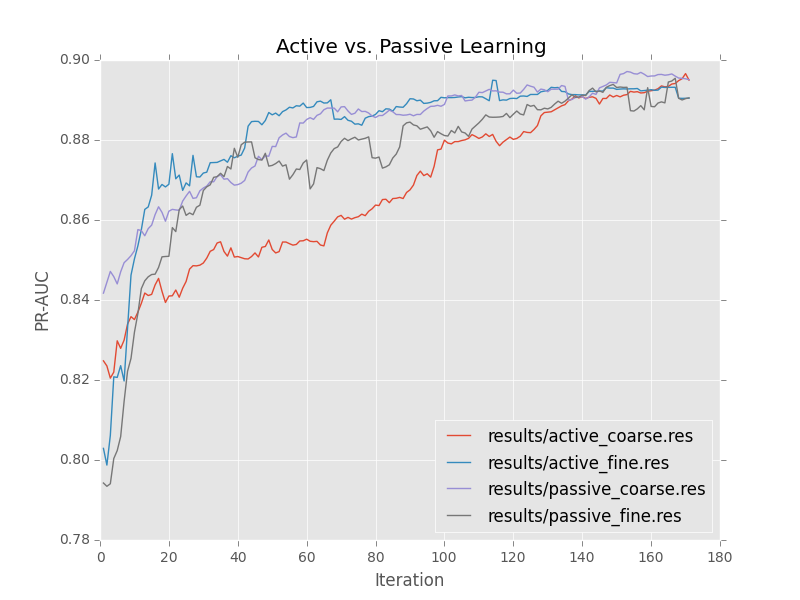 Active vs. Passive Learning
0.90
0.88
0.86
0.84
0.82
0.80
0.78
PR-AUC
results/active_coarse.res
results/active_fine.res
results/passive_coarse.res
results/passive_fine.res
0 20 40 60 80 100 120 140 160 180
Iteration